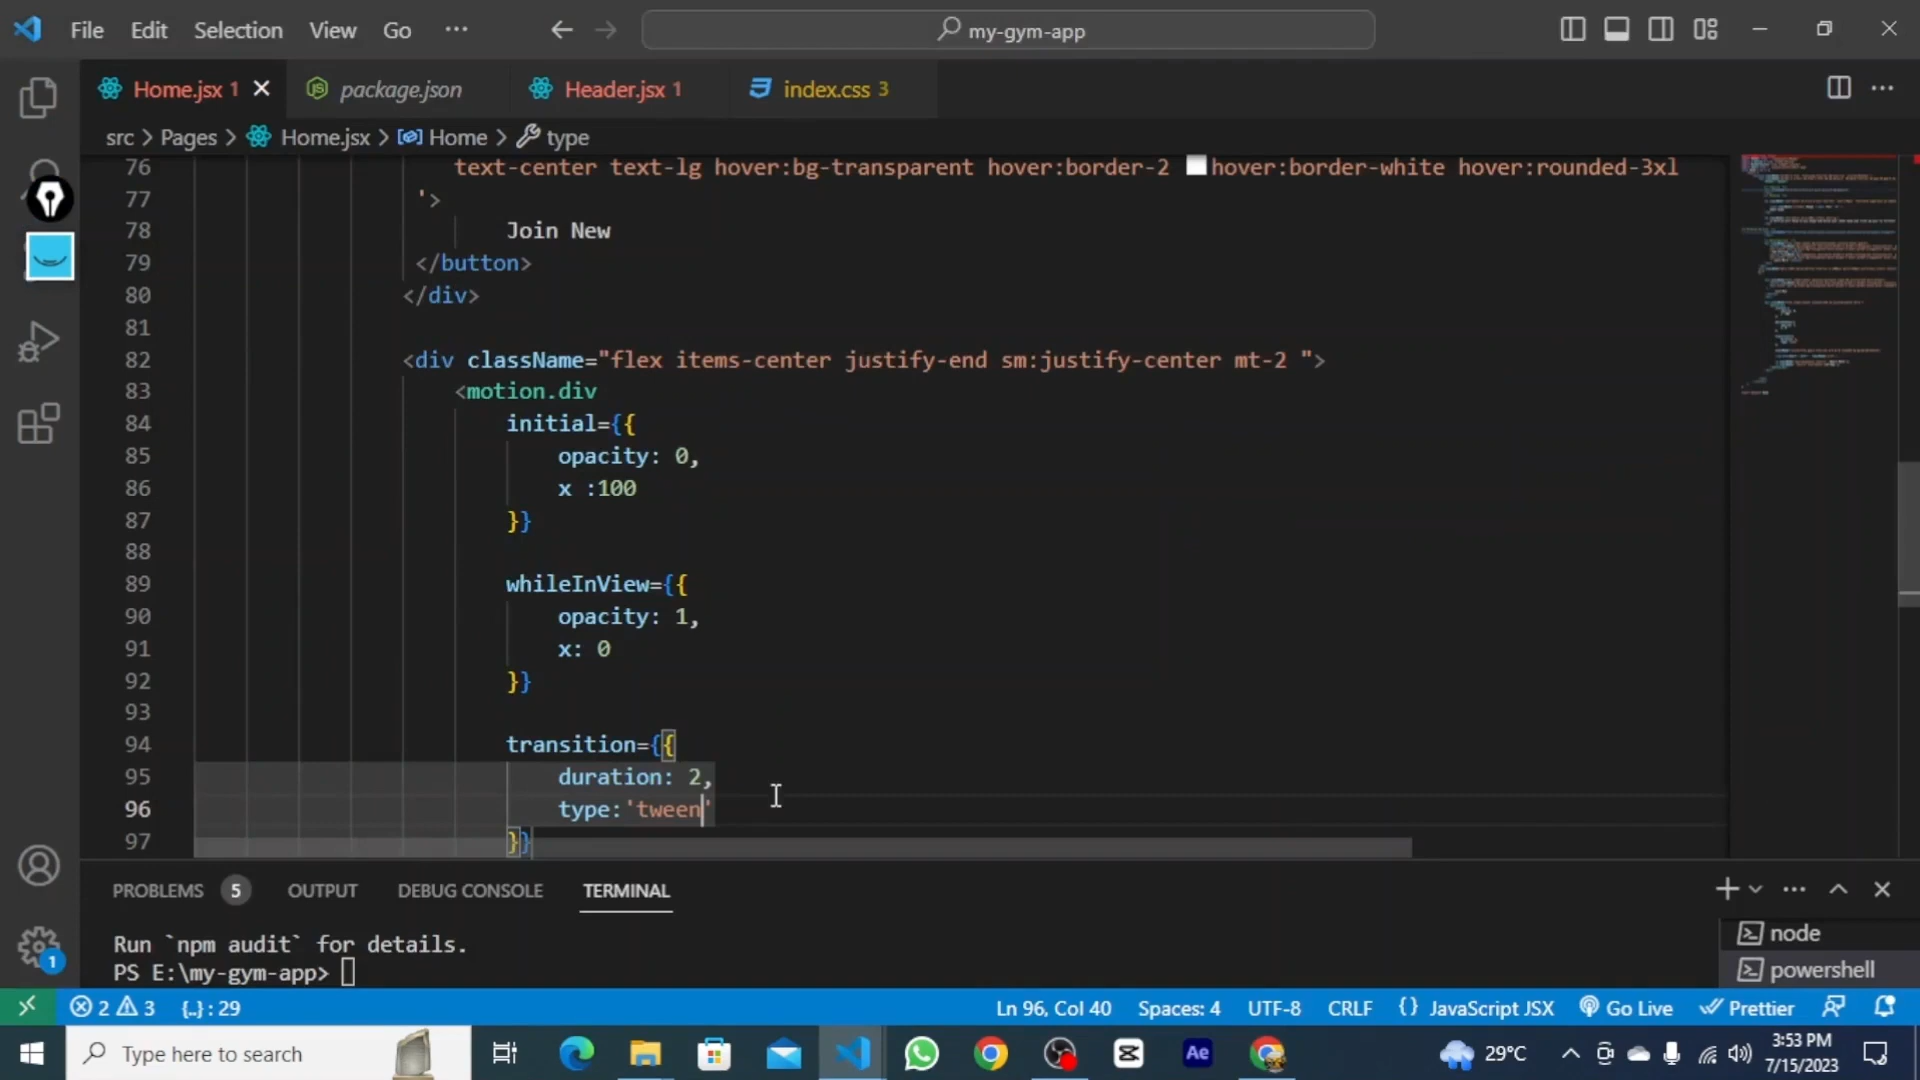 File Edit Selection View Go ··· my-gym-app
Home.jsx 1 package.json Header.jsx 1 index.css 3
src > Pages > Home.jsx > Home > type
76 text-center text-lg hover:bg-transparent hover:border-2 hover:border-white hover:rounded-3xl
77 '>
78 Join New
79 </button>
80 </div>
81
82 <div className="flex items-center justify-end sm:justify-center mt-2 ">
83 <motion.div
84 initial={{
85 opacity: 0,
86 x :100
87 }}
88
89 whileInView={{
90 opacity: 1,
91 x: 0
92 }}
93
94 transition={{
95 duration: 2,
96 type:'tween'
97 }}
PROBLEMS 5 OUTPUT DEBUG CONSOLE TERMINAL
Run `npm audit` for details.
PS E:\my-gym-app>
node
powershell
1
2 3 {..} : 29 Ln 96, Col 40 Spaces: 4 UTF-8 CRLF {} JavaScript JSX Go Live Prettier
Type here to search Ae 29°C 3:53 PM
7/15/2023